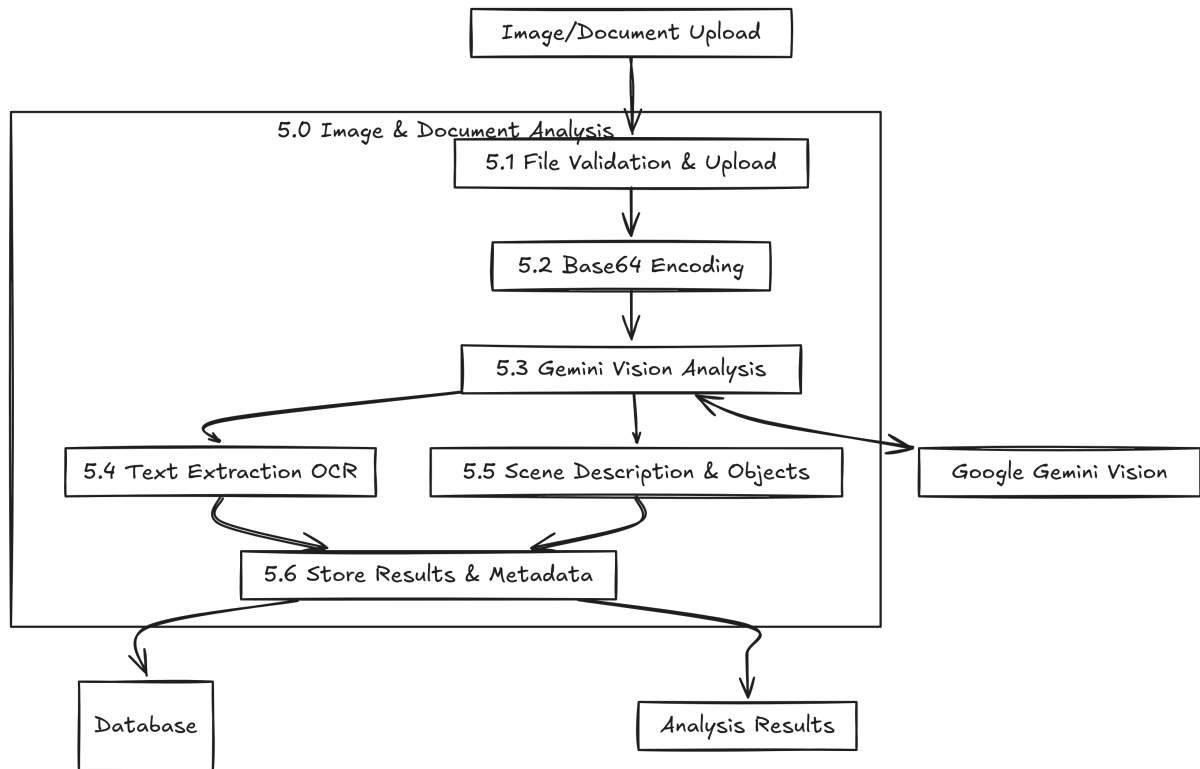 Image/Document Upload
5.0 Image & Document Analysis
5.1 File Validation & Upload
5.2 Base64 Encoding
5.3 Gemini Vision Analysis
5.4 Text Extraction OCR
5.5 Scene Description & Objects
Google Gemini Vision
5.6 Store Results & Metadata
Database
Analysis Results